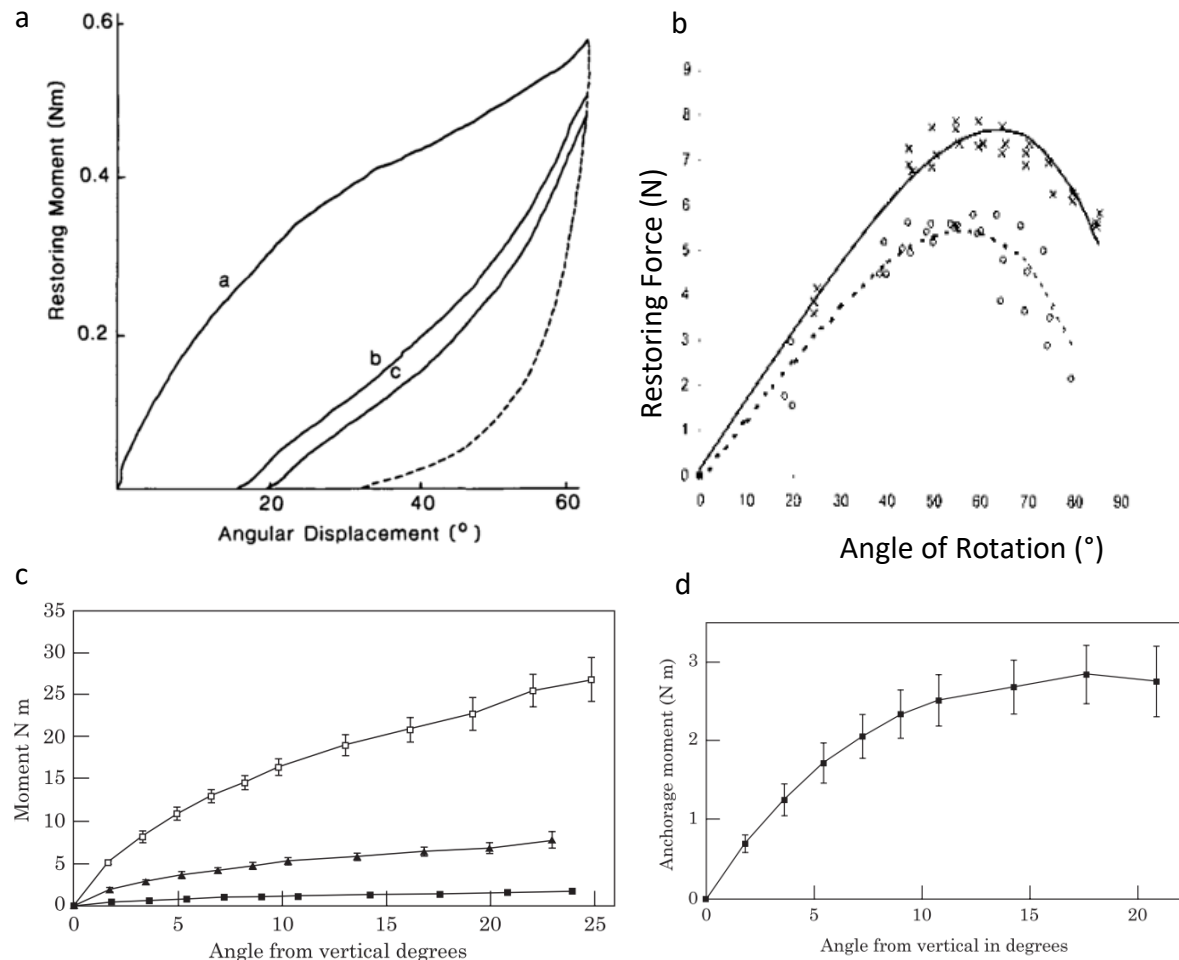 a
0.6
Restoring Moment (Nm)
0.4
0.2
a
b
c
20
40
60
Angular Displacement (°)
b
9
8
7
6
5
4
3
2
1
0
Restoring Force (N)
0 10 20 30 40 50 60 70 80 90
Angle of Rotation (°)
c
35
30
25
20
15
10
5
0
Moment N m
0 5 10 15 20 25
Angle from vertical degrees
d
3
2
1
0
Anchorage moment (N m)
0 5 10 15 20
Angle from vertical in degrees